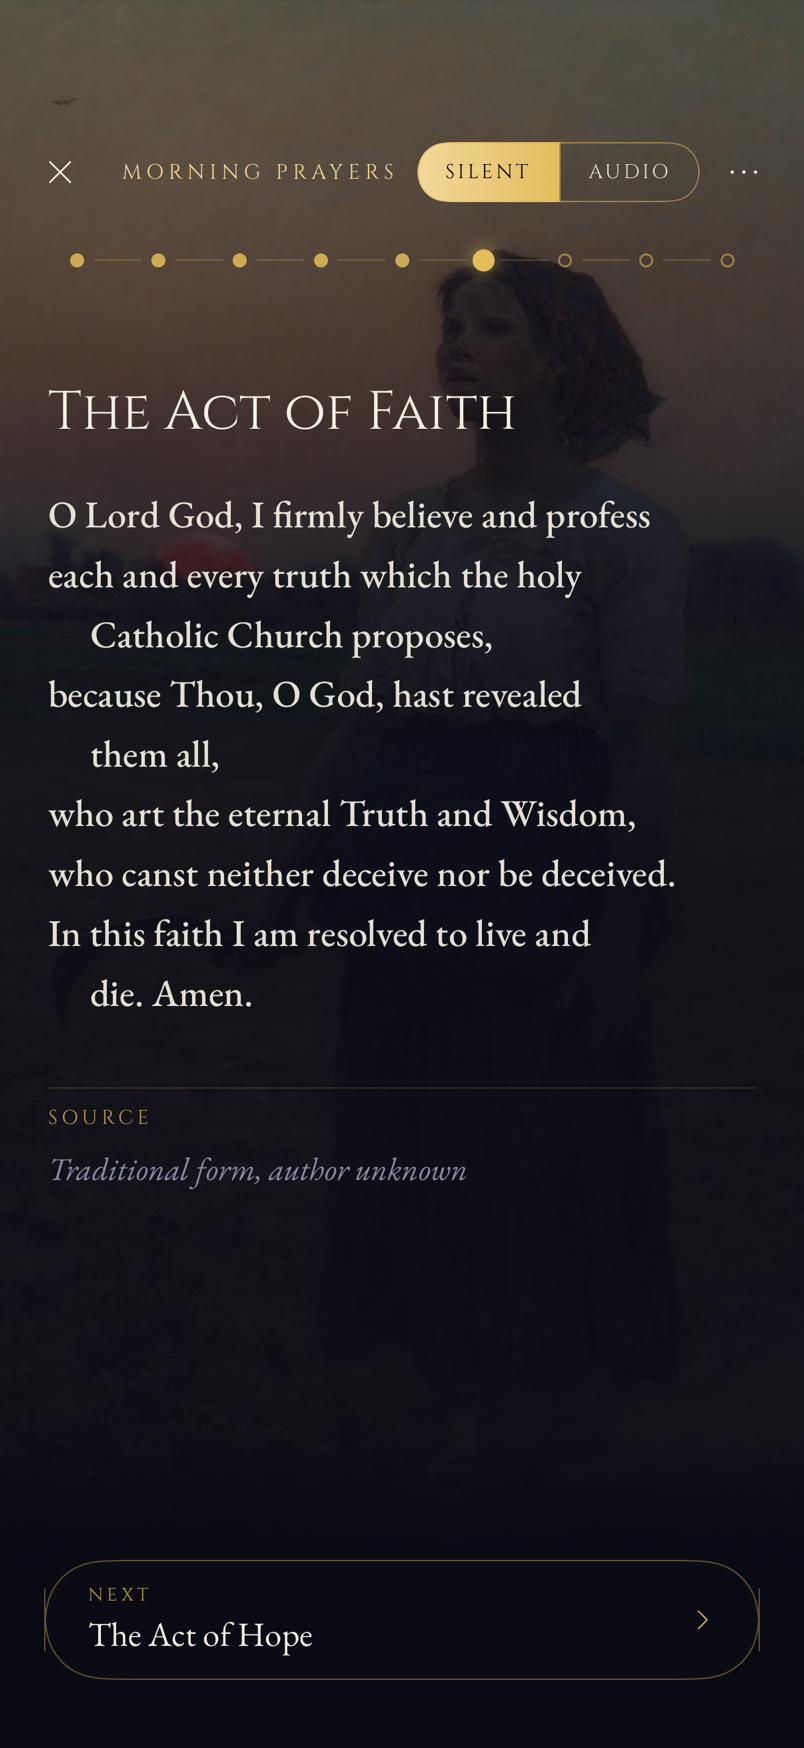 MORNING PRAYERS
SILENT
AUDIO
The Act of Faith
O Lord God, I firmly believe and profess
each and every truth which the holy
Catholic Church proposes,
because Thou, O God, hast revealed
them all,
who art the eternal Truth and Wisdom,
who canst neither deceive nor be deceived.
In this faith I am resolved to live and
die. Amen.
SOURCE
Traditional form, author unknown
NEXT
The Act of Hope